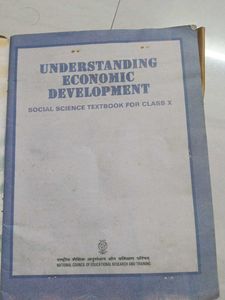 UNDERSTANDING
ECONOMIC
DEVELOPMENT
SOCIAL SCIENCE TEXTBOOK FOR CLASS X
राष्ट्रीय शैक्षिक अनुसंधान और प्रशिक्षण परिषद्
NATIONAL COUNCIL OF EDUCATIONAL RESEARCH AND TRAINING